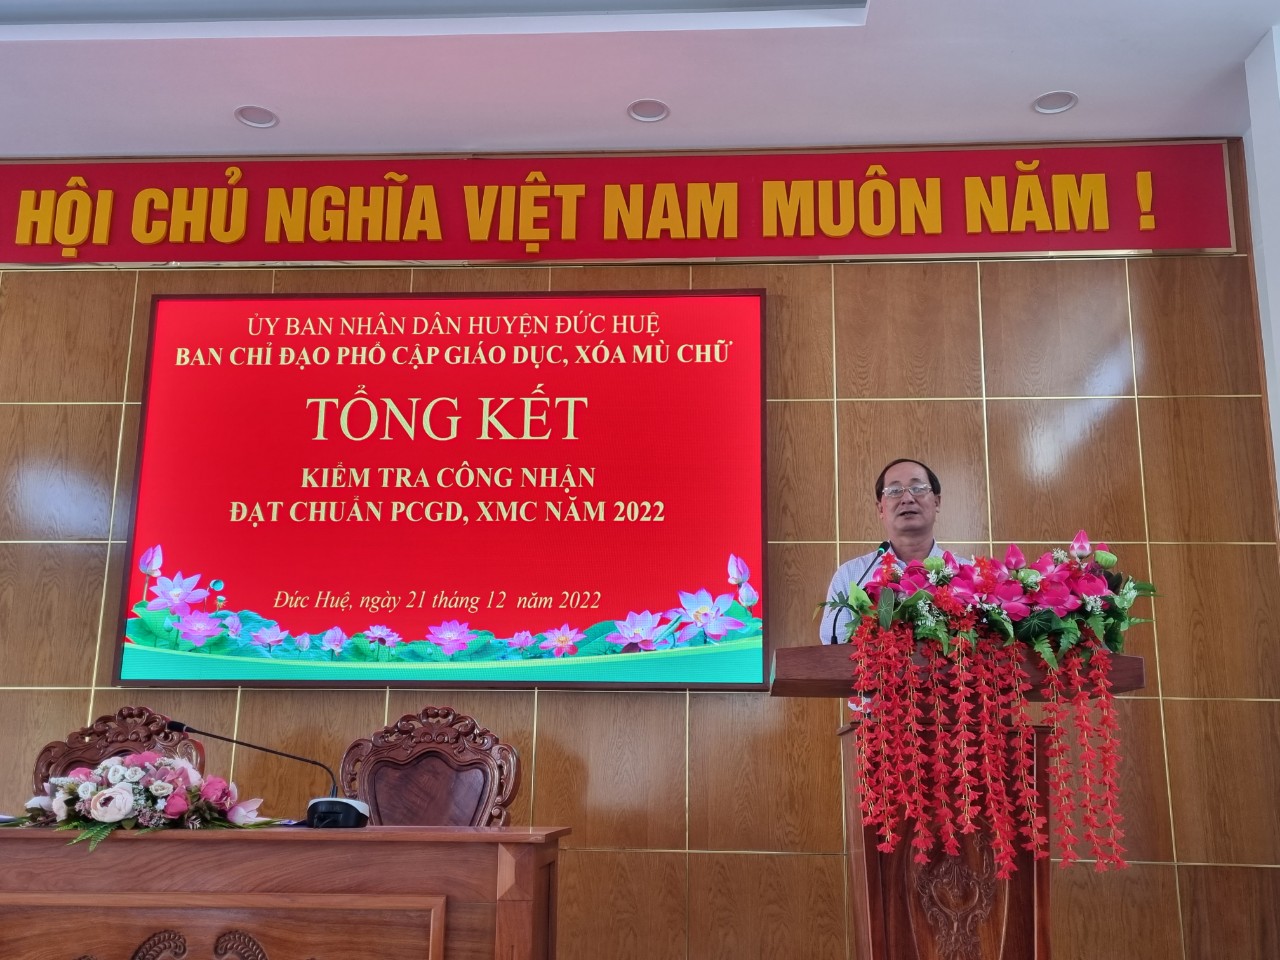 HỘI CHỦ NGHĨA VIỆT NAM MUÔN NĂM !
ỦY BAN NHÂN DÂN HUYỆN ĐỨC HUỆ
BAN CHỈ ĐẠO PHỔ CẬP GIÁO DỤC, XÓA MÙ CHỮ
TỔNG KẾT
KIỂM TRA CÔNG NHẬN
ĐẠT CHUẨN PCGD, XMC NĂM 2022
Đức Huệ, ngày 21 tháng 12 năm 2022